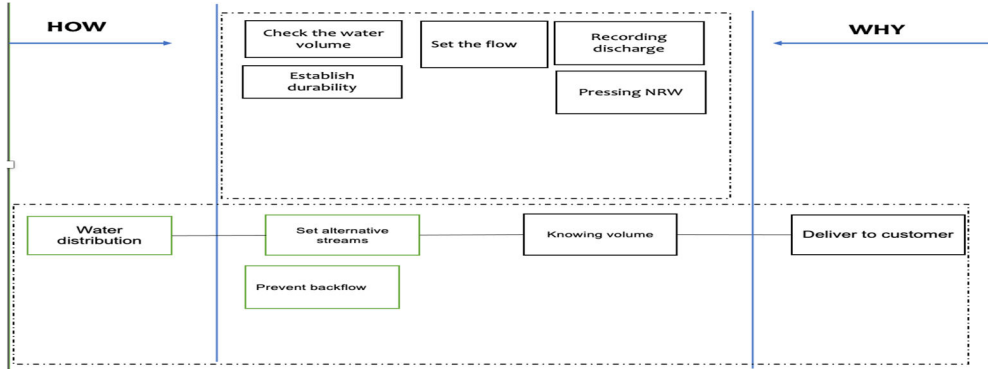 HOW
WHY
Check the water
volume
Set the flow
Recording
discharge
Establish
durability
Pressing NRW
Water
distribution
Set alternative
streams
Knowing volume
Deliver to customer
Prevent backflow